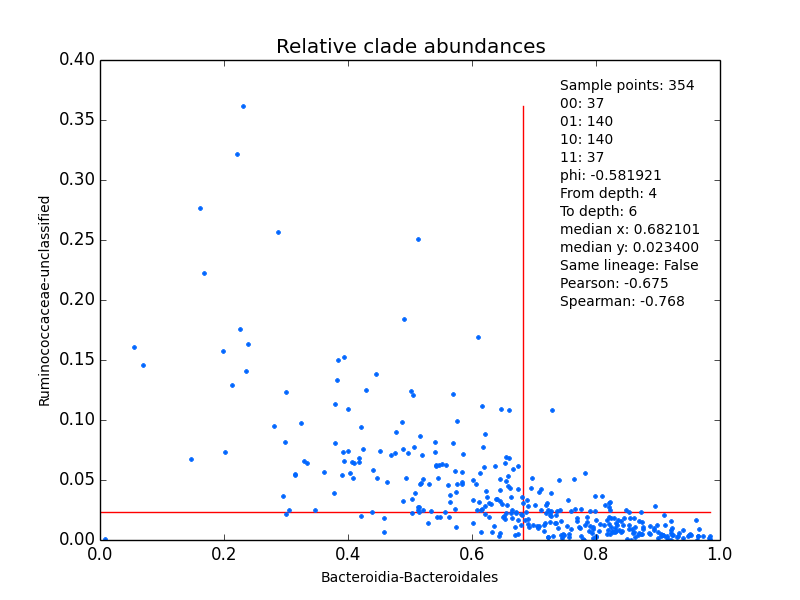 Relative clade abundances
0.40
0.35
0.30
0.25
0.20
0.15
0.10
0.05
0.00
Ruminococcaceae-unclassified
Sample points: 354
00: 37
01: 140
10: 140
11: 37
phi: -0.581921
From depth: 4
To depth: 6
median x: 0.682101
median y: 0.023400
Same lineage: False
Pearson: -0.675
Spearman: -0.768
0.0 0.2 0.4 0.6 0.8 1.0
Bacteroidia-Bacteroidales